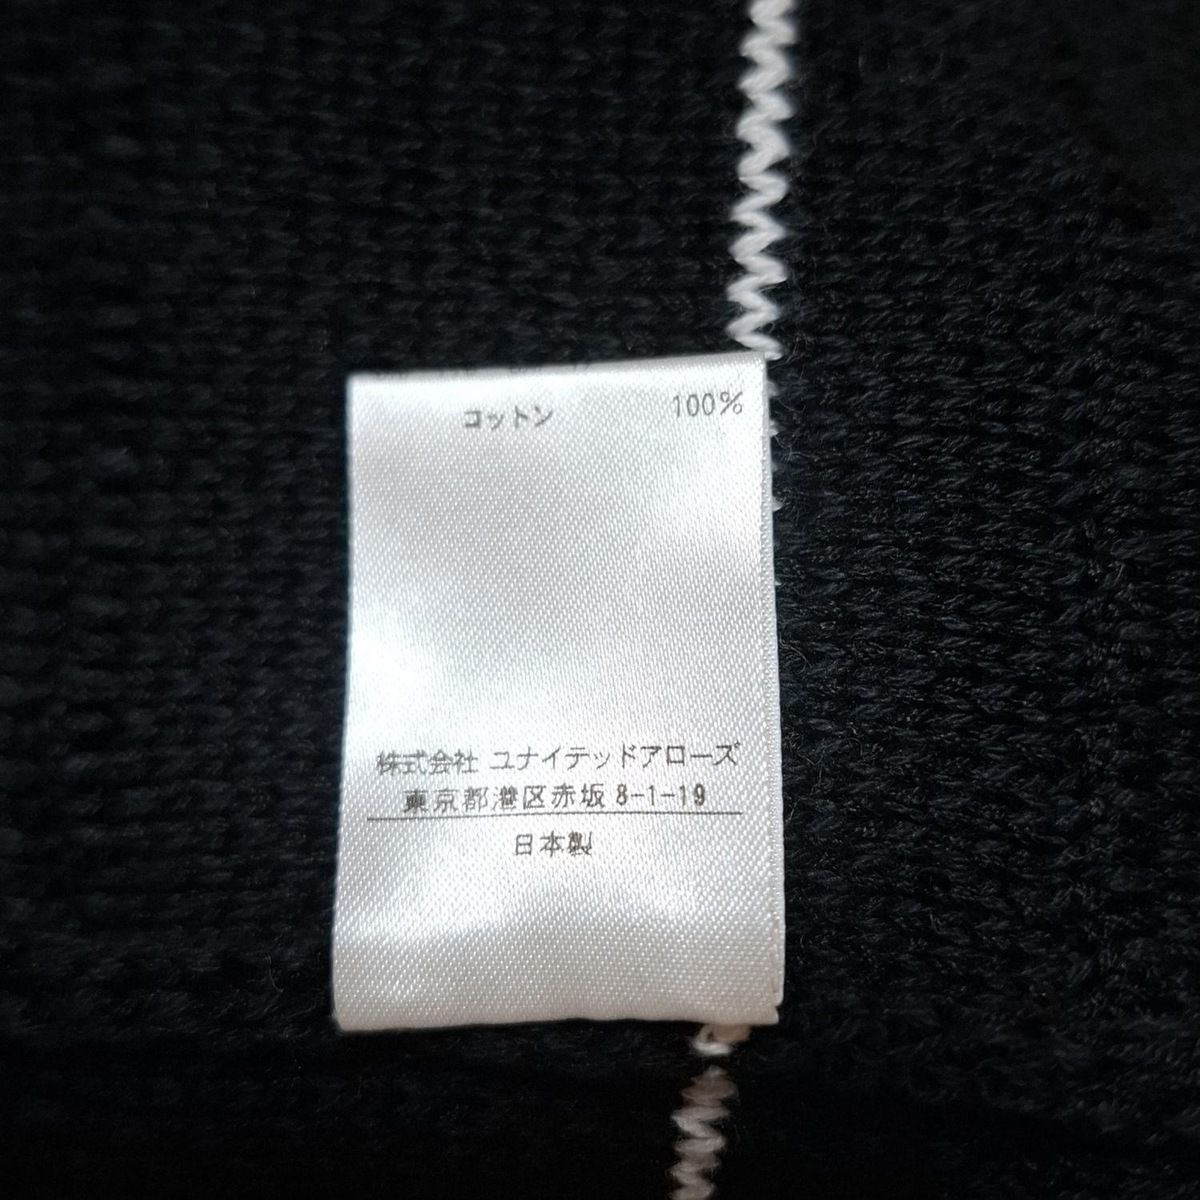 コットン 100%
株式会社 ユナイテッドアローズ
東京都港区赤坂 8-1-19
日本製